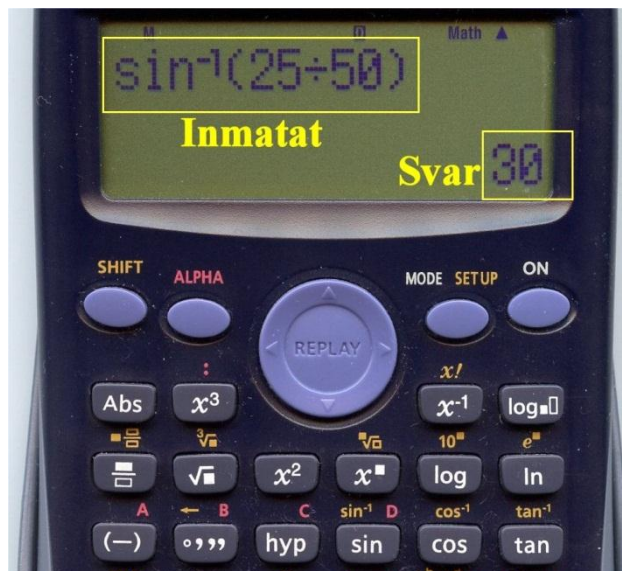 M D Math ▲
sin⁻¹(25÷50)
Inmatat
Svar 30
SHIFT ALPHA MODE SETUP ON
REPLAY
: x!
Abs x³ x⁻¹ log■□
■■/□ ³√■ ■√□ 10■ e■
■/□ √■ x² x■ log ln
A ← B C sin⁻¹ D cos⁻¹ tan⁻¹
(−) °,,, hyp sin cos tan